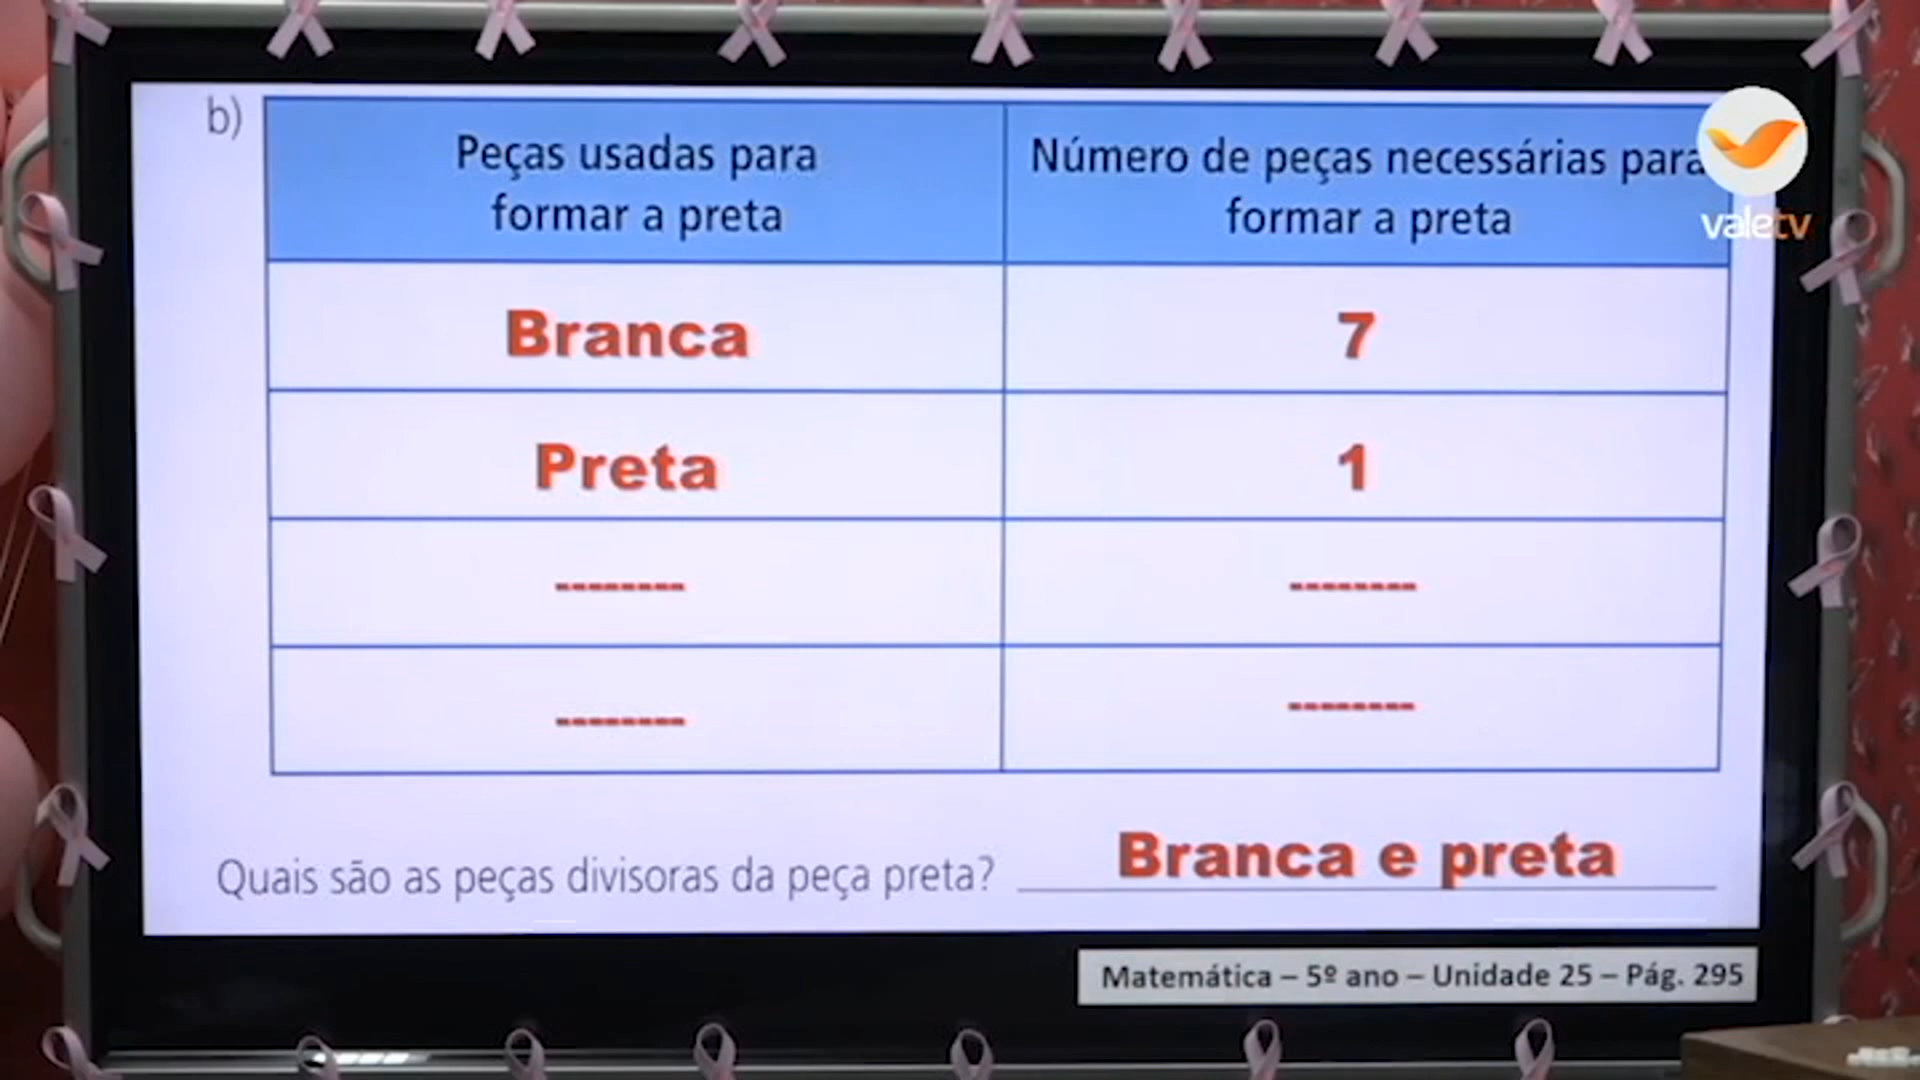 b)
Peças usadas para
formar a preta
Número de peças necessárias para
formar a preta
valetv
Branca
7
Preta
1
--------
--------
--------
--------
Quais são as peças divisoras da peça preta?
Branca e preta
Matemática – 5º ano – Unidade 25 – Pág. 295